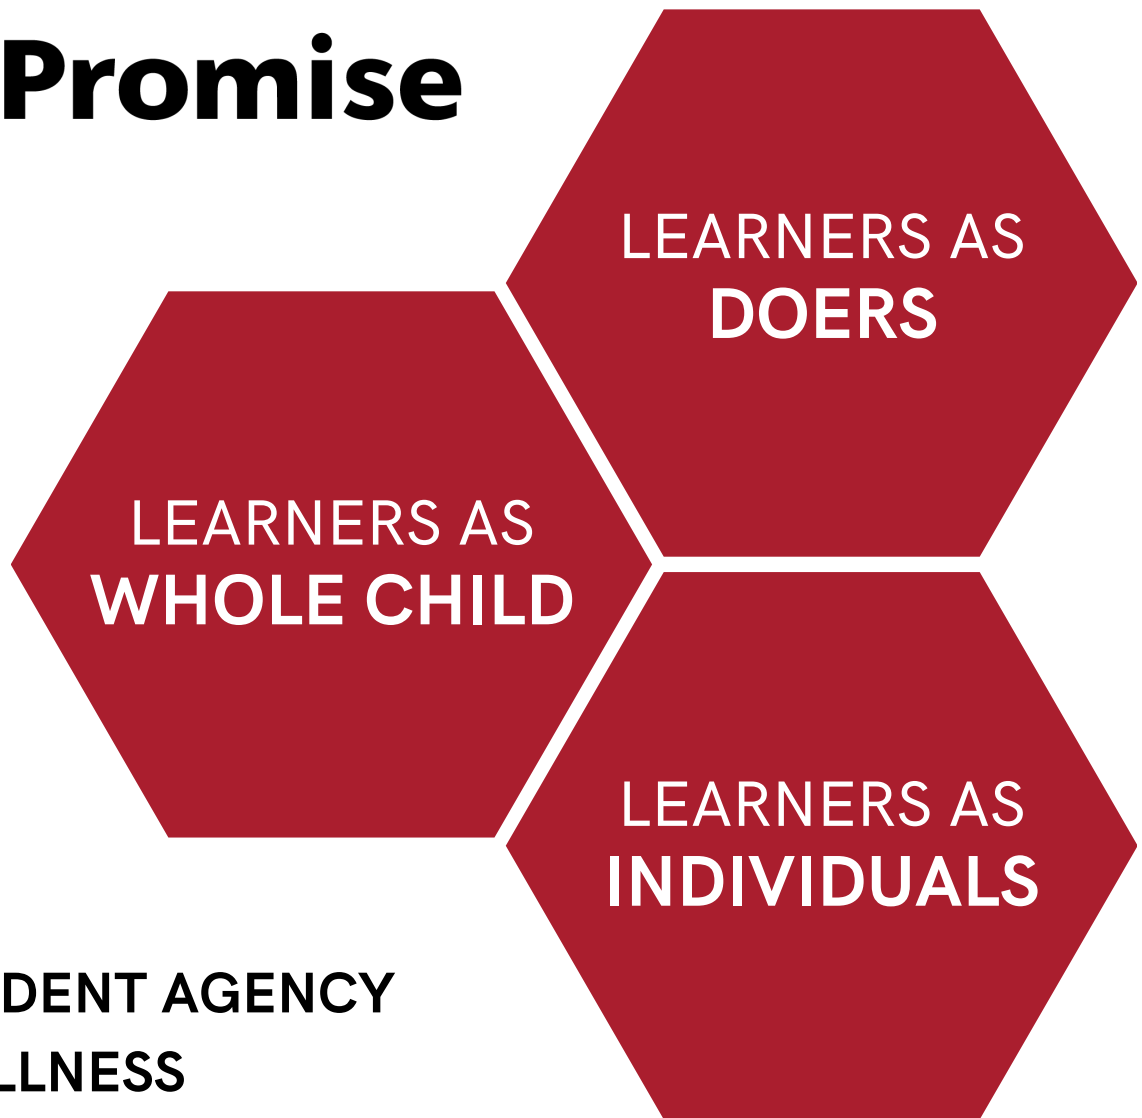 Promise
LEARNERS AS
DOERS
LEARNERS AS
WHOLE CHILD
LEARNERS AS
INDIVIDUALS
DENT AGENCY
LLNESS